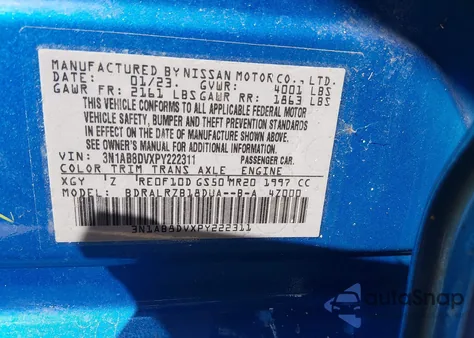 MANUFACTURED BY NISSAN MOTOR CO., LTD.
DATE: 01/23. GVWR: 4001 LBS
GAWR FR: 2161 LBS GAWR RR: 1863 LBS
THIS VEHICLE CONFORMS TO ALL APPLICABLE FEDERAL MOTOR
VEHICLE SAFETY, BUMPER AND THEFT PREVENTION STANDARDS
IN EFFECT ON THE DATE OF MANUFACTURE SHOWN ABOVE.
SEE OWNER'S MANUAL FOR ADDITIONAL INFORMATION
VIN: 3N1AB8DVXPY222311 PASSENGER CAR.
COLOR TRIM TRANS AXLE ENGINE
XGY Z RE0F10D GS50 MR20 1997 CC
BDRALRZB18DUA--B-A 4Z000
3N1AB8DVXPY222311
autoSnap